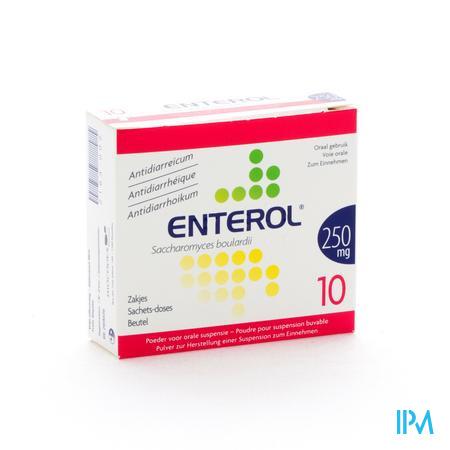 ENTEROL
10
Antidiarreicum
Antidiarrhéique
Antidiarrhoikum
Oraal gebruik
Voie orale
Zum Einnehmen
ENTEROL®
Saccharomyces boulardii
250 mg
Zakjes
Sachets-doses
Beutel
10
Poeder voor orale suspensie – Poudre pour suspension buvable
Pulver zur Herstellung einer Suspension zum Einnehmen
IPM